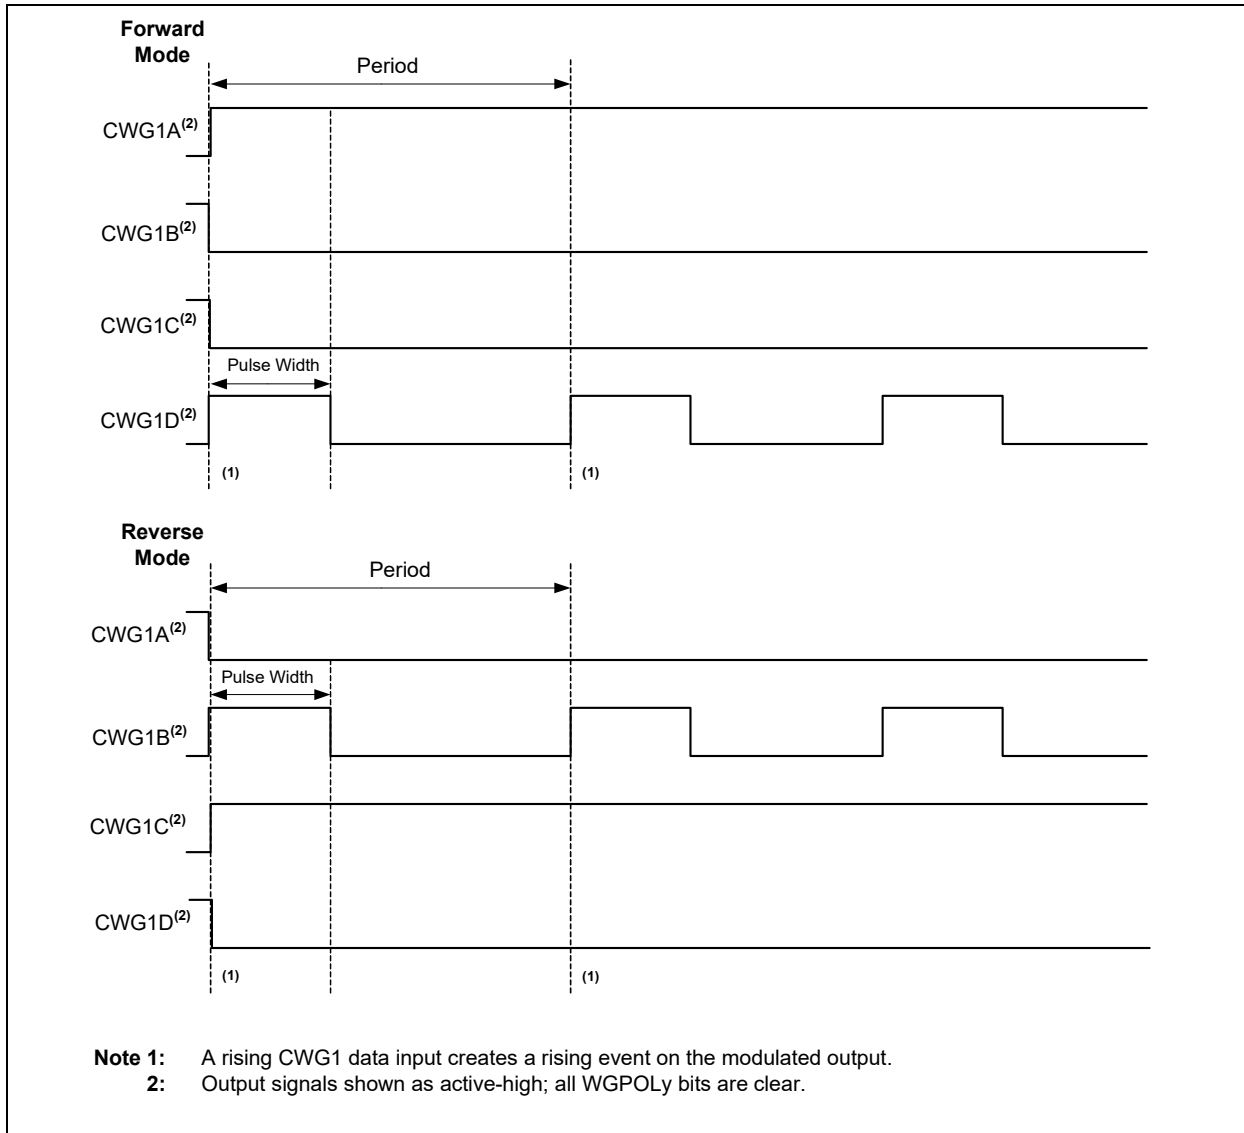 Forward
Mode
Period
CWG1A(2)
CWG1B(2)
CWG1C(2)
Pulse Width
CWG1D(2)
(1)
(1)
Reverse
Mode
Period
CWG1A(2)
Pulse Width
CWG1B(2)
CWG1C(2)
CWG1D(2)
(1)
(1)
Note 1: A rising CWG1 data input creates a rising event on the modulated output.
2: Output signals shown as active-high; all WGPOLy bits are clear.